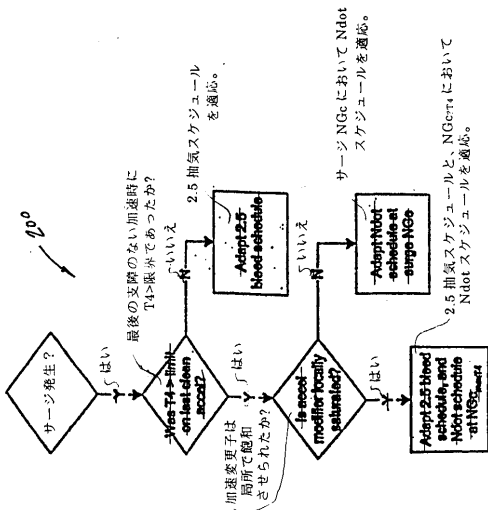 200
サージ発生?
はい
最後の支障のない加速時に
T4>限界であったか?
Was T4 > limit
on last clean
accel?
N
いいえ
2.5 抽気スケジュール
を適応。
Adapt 2.5
bleed schedule
Y
はい
加速変更子は
局所で飽和
させられたか?
Is accel
modifier locally
saturated?
N
いいえ
サージ NGc において Ndot
スケジュールを適応。
Adapt Ndot
schedule at
surge NGc
Y
はい
2.5 抽気スケジュールと、NGc
において
Ndot スケジュールを適応。
Adapt 2.5 bleed
schedule, and
Ndot schedule
at NGc